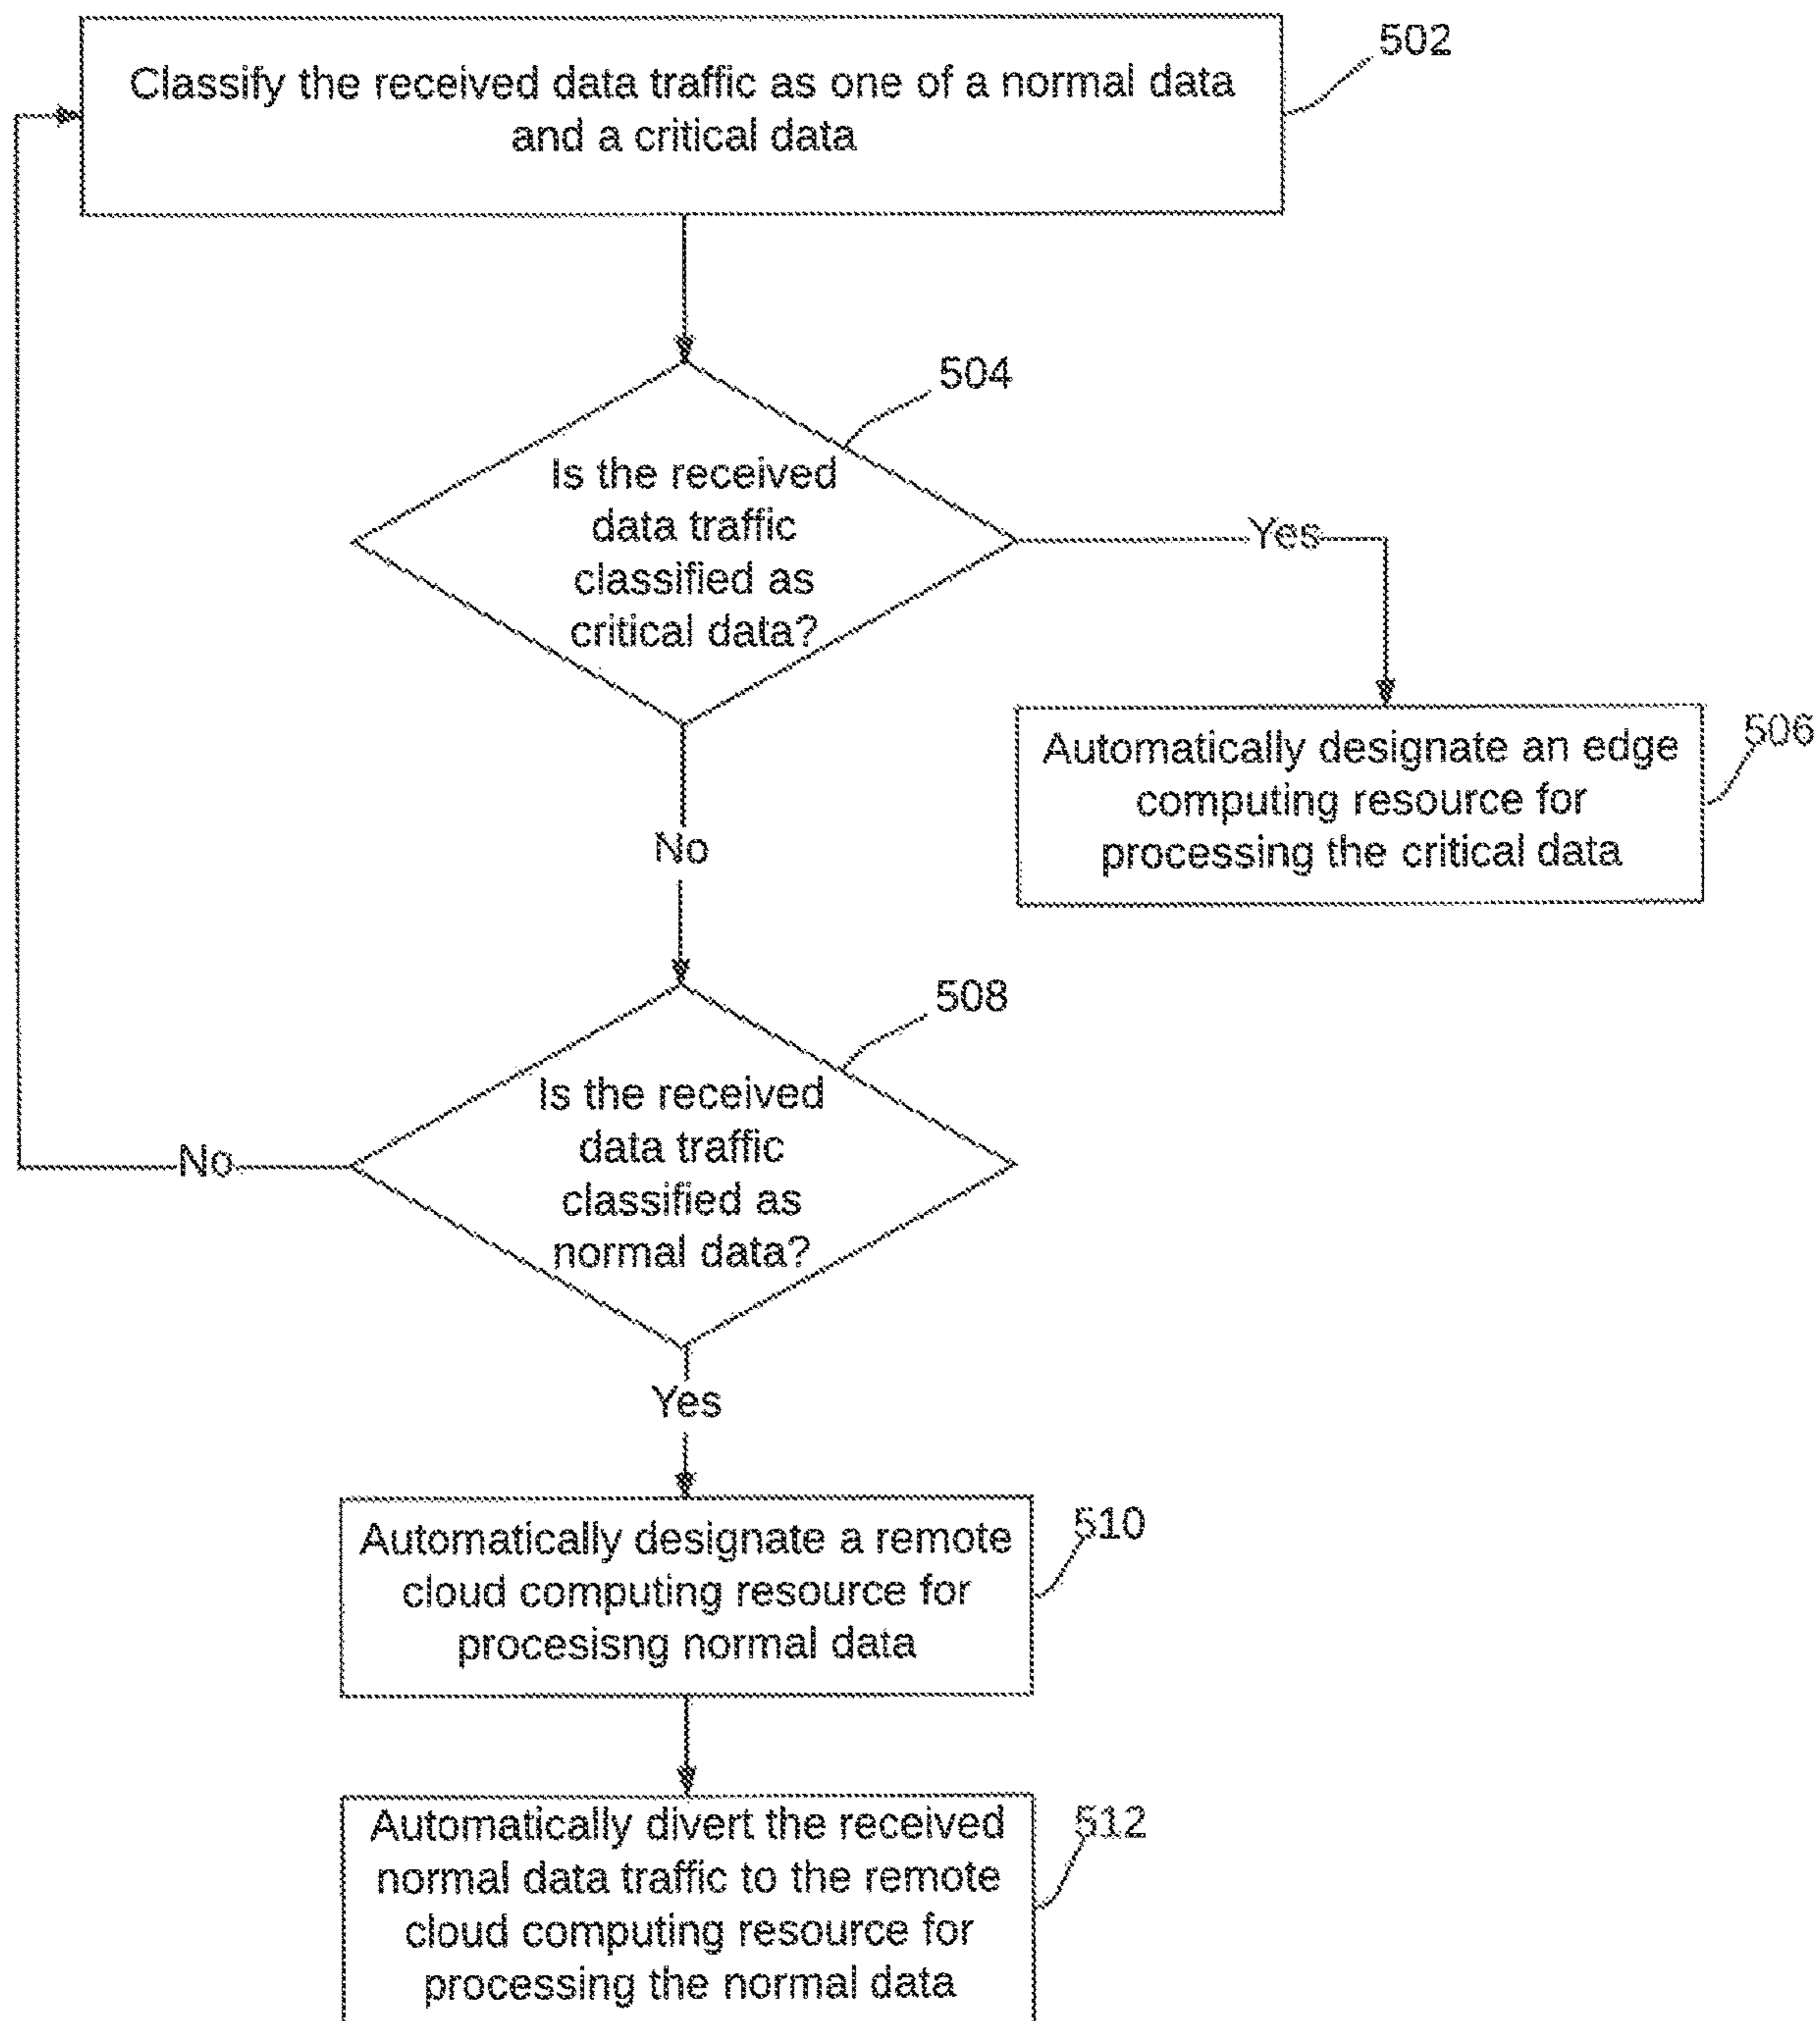 502
Classify the received data traffic as one of a normal data
and a critical data
504
Is the received
data traffic
classified as
critical data?
Yes
506
Automatically designate an edge
computing resource for
processing the critical data
No
508
Is the received
data traffic
classified as
normal data?
No
Yes
510
Automatically designate a remote
cloud computing resource for
procesisng normal data
512
Automatically divert the received
normal data traffic to the remote
cloud computing resource for
processing the normal data